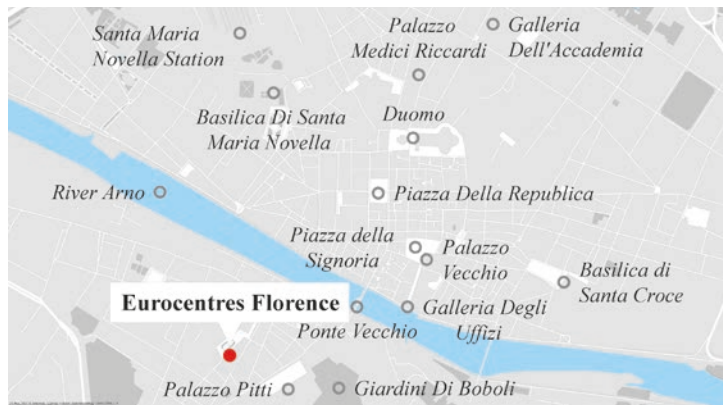 Santa Maria
Novella Station
Palazzo
Medici Riccardi
Galleria
Dell'Accademia
Basilica Di Santa
Maria Novella
Duomo
River Arno
Piazza Della Republica
Piazza della
Signoria
Palazzo
Vecchio
Basilica di
Santa Croce
Eurocentres Florence
Ponte Vecchio
Galleria Degli
Uffizi
Palazzo Pitti
Giardini Di Boboli